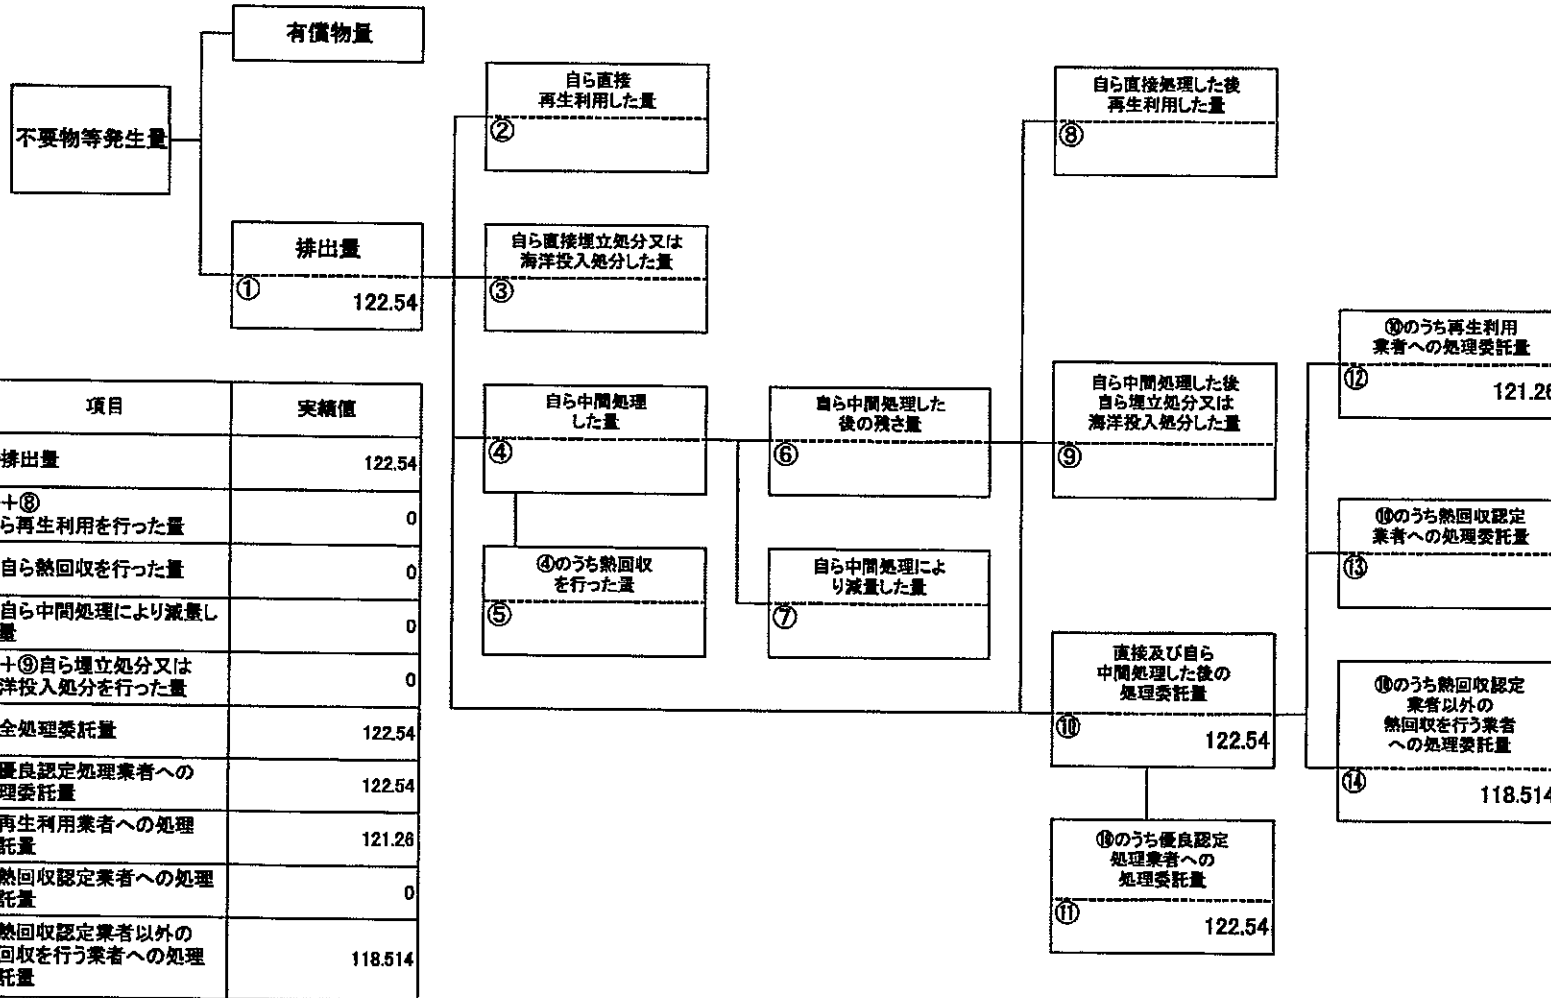 有償物量
不要物等発生量
排出量
①
122.54
自ら直接
再生利用した量
②
自ら直接埋立処分又は
海洋投入処分した量
③
自ら中間処理
した量
④
④のうち熱回収
を行った量
⑤
自ら中間処理した
後の残さ量
⑥
自ら中間処理によ
り減量した量
⑦
自ら直接処理した後
再生利用した量
⑧
自ら中間処理した後
自ら埋立処分又は
海洋投入処分した量
⑨
直接及び自ら
中間処理した後の
処理委託量
⑩
122.54
⑩のうち優良認定
処理業者への
処理委託量
⑪
122.54
⑩のうち再生利用
業者への処理委託量
⑫
121.26
⑩のうち熱回収認定
業者への処理委託量
⑬
⑩のうち熱回収認定
業者以外の
熱回収を行う業者
への処理委託量
⑭
118.514
項目 実績値
排出量 122.54
+⑧
ら再生利用を行った量 0
自ら熱回収を行った量 0
自ら中間処理により減量し
量 0
+⑨自ら埋立処分又は
洋投入処分を行った量 0
全処理委託量 122.54
優良認定処理業者への
理委託量 122.54
再生利用業者への処理
託量 121.26
熱回収認定業者への処理
託量 0
熱回収認定業者以外の
回収を行う業者への処理
託量 118.514